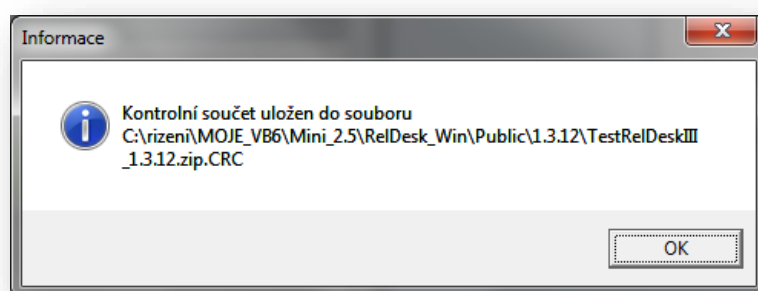 Informace
Kontrolní součet uložen do souboru
C:\rizeni\MOJE_VB6\Mini_2.5\RelDesk_Win\Public\1.3.12\TestRelDeskIII
_1.3.12.zip.CRC
OK